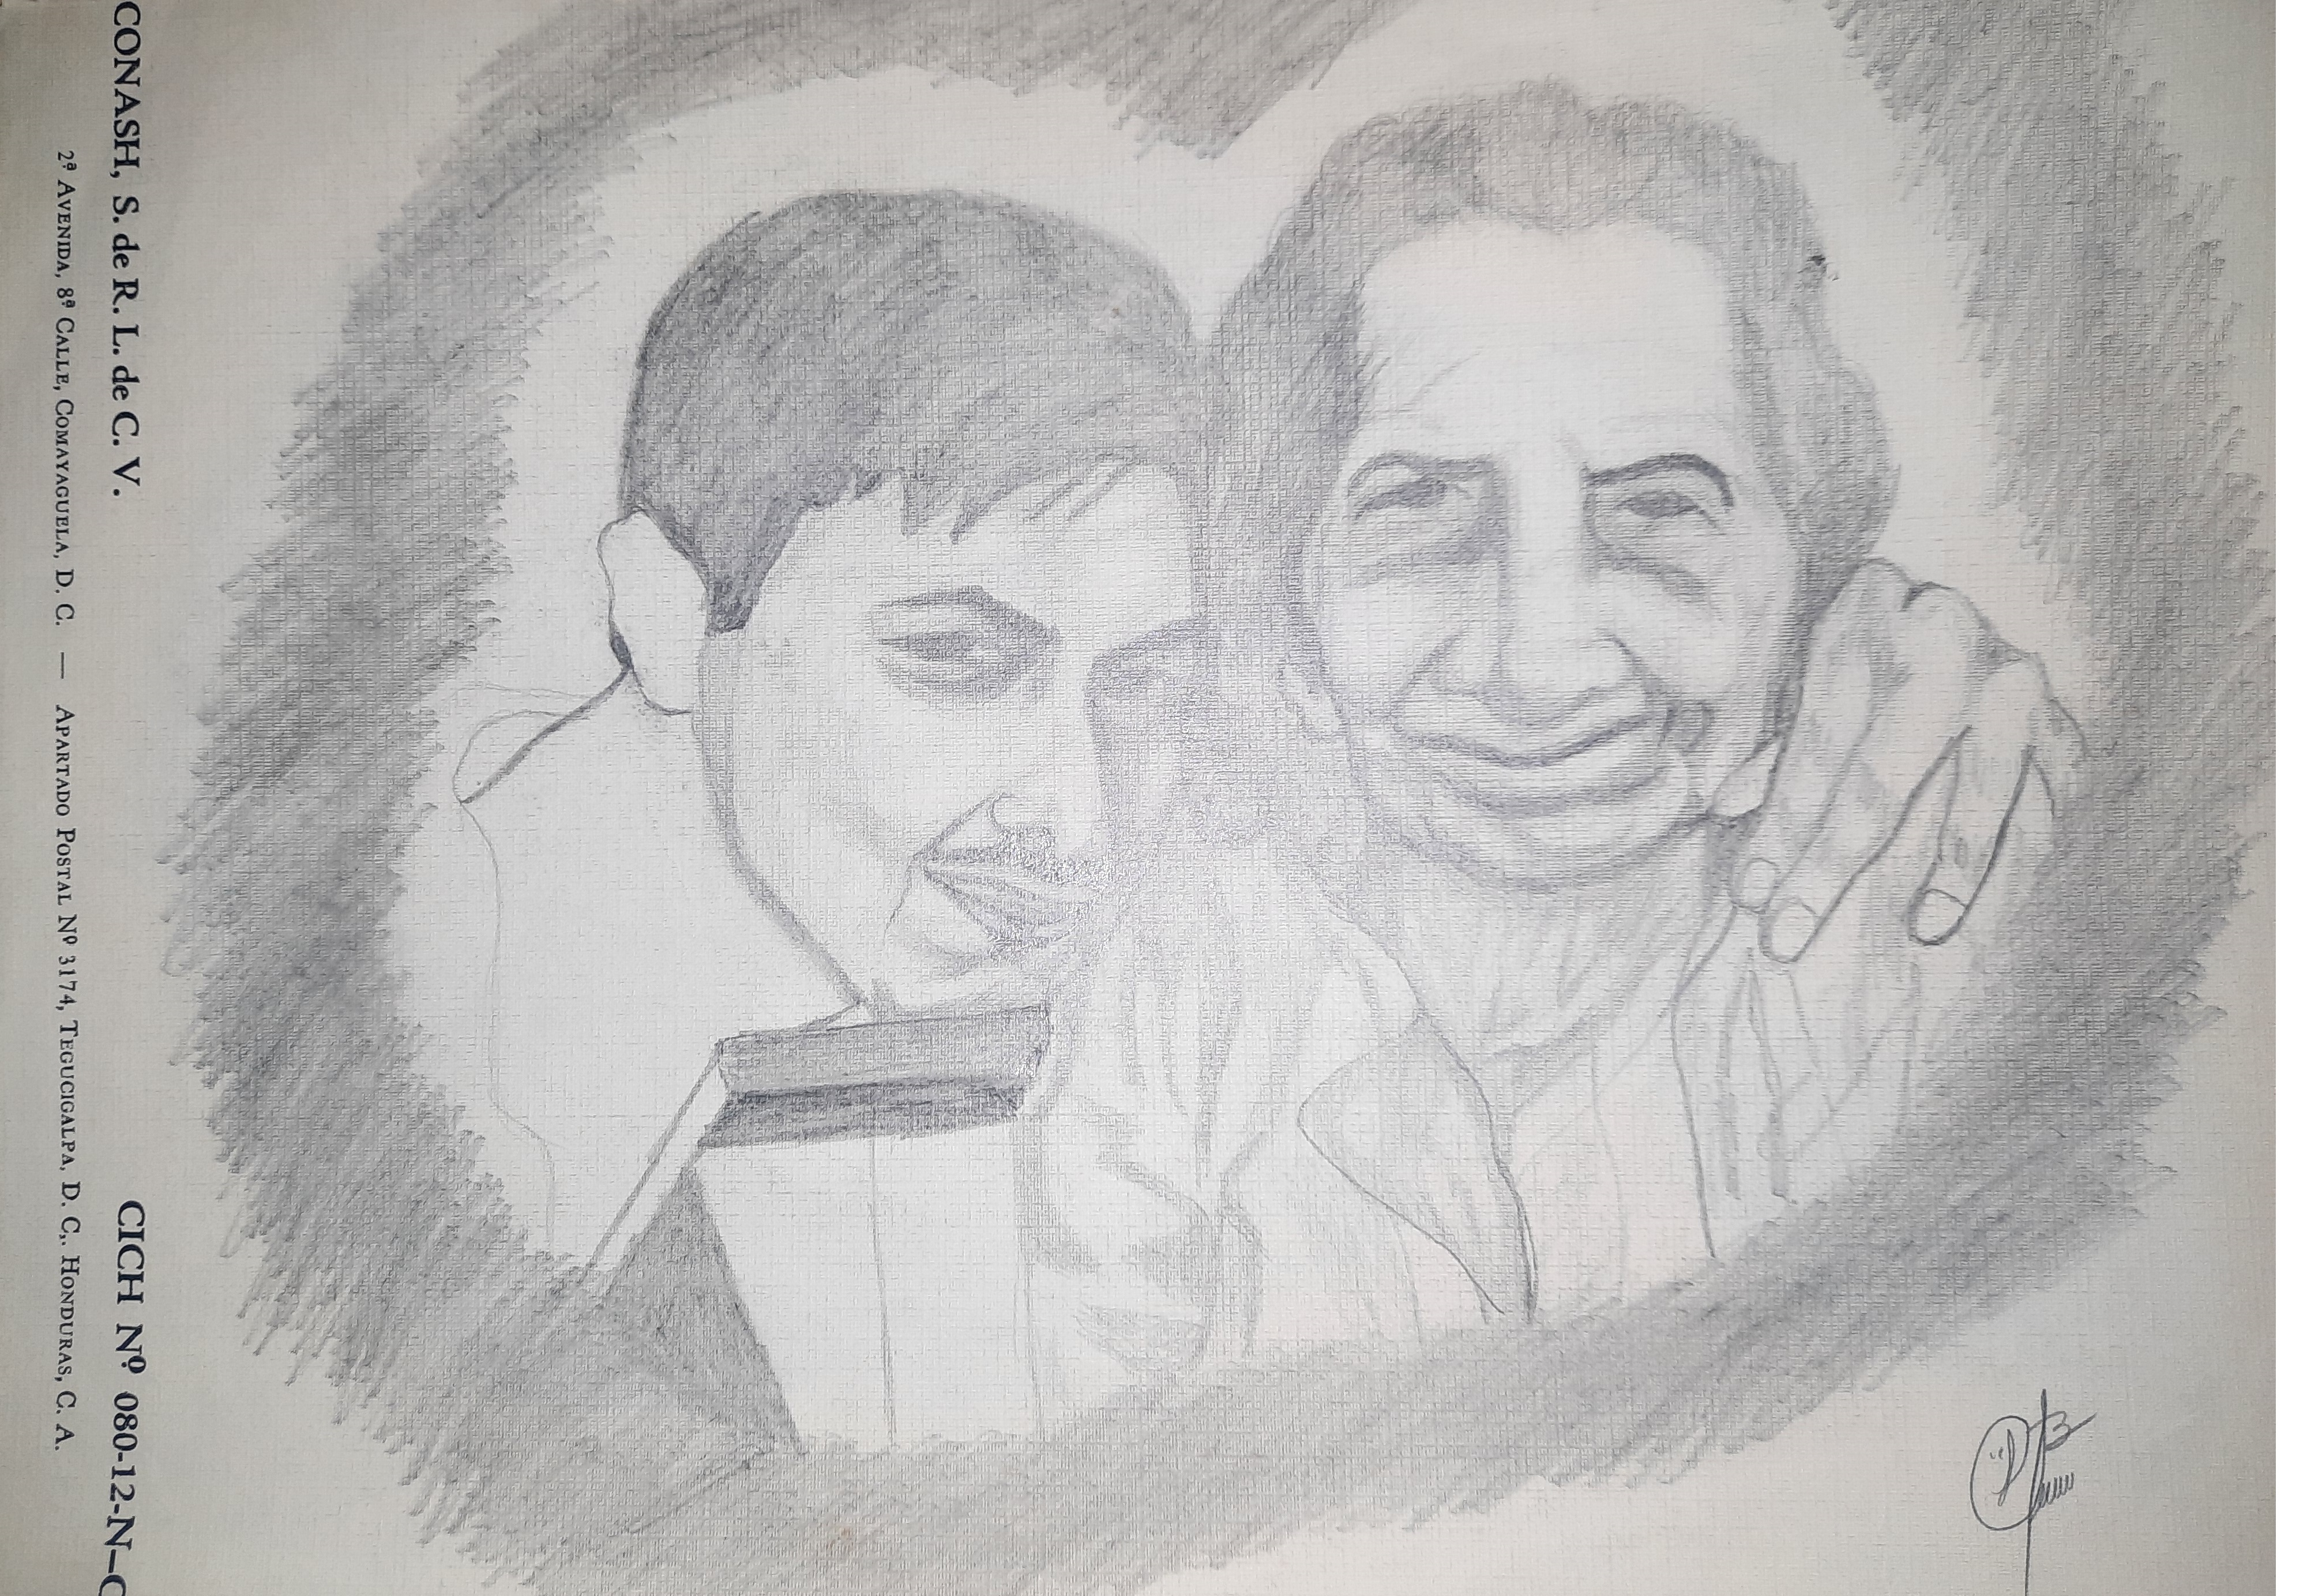 CONASH, S. de R. L. de C. V. CICH Nº 080-12-N—C
2ª AVENIDA, 8ª CALLE, COMAYAGUELA, D. C. — APARTADO POSTAL Nº 3174, TEGUCIGALPA, D. C,. HONDURAS, C. A.